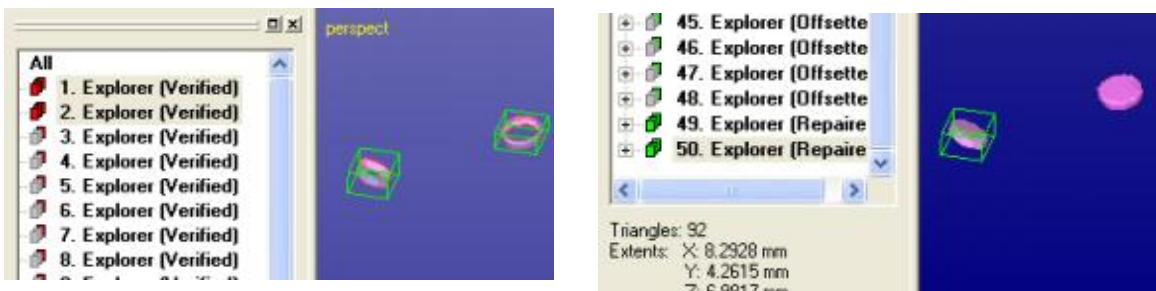 perspect
All
1. Explorer (Verified)
2. Explorer (Verified)
3. Explorer (Verified)
4. Explorer (Verified)
5. Explorer (Verified)
6. Explorer (Verified)
7. Explorer (Verified)
8. Explorer (Verified)
45. Explorer (Offsette
46. Explorer (Offsette
47. Explorer (Offsette
48. Explorer (Offsette
49. Explorer (Repaire
50. Explorer (Repaire
Triangles: 92
Extents: X: 8.2928 mm
Y: 4.2615 mm